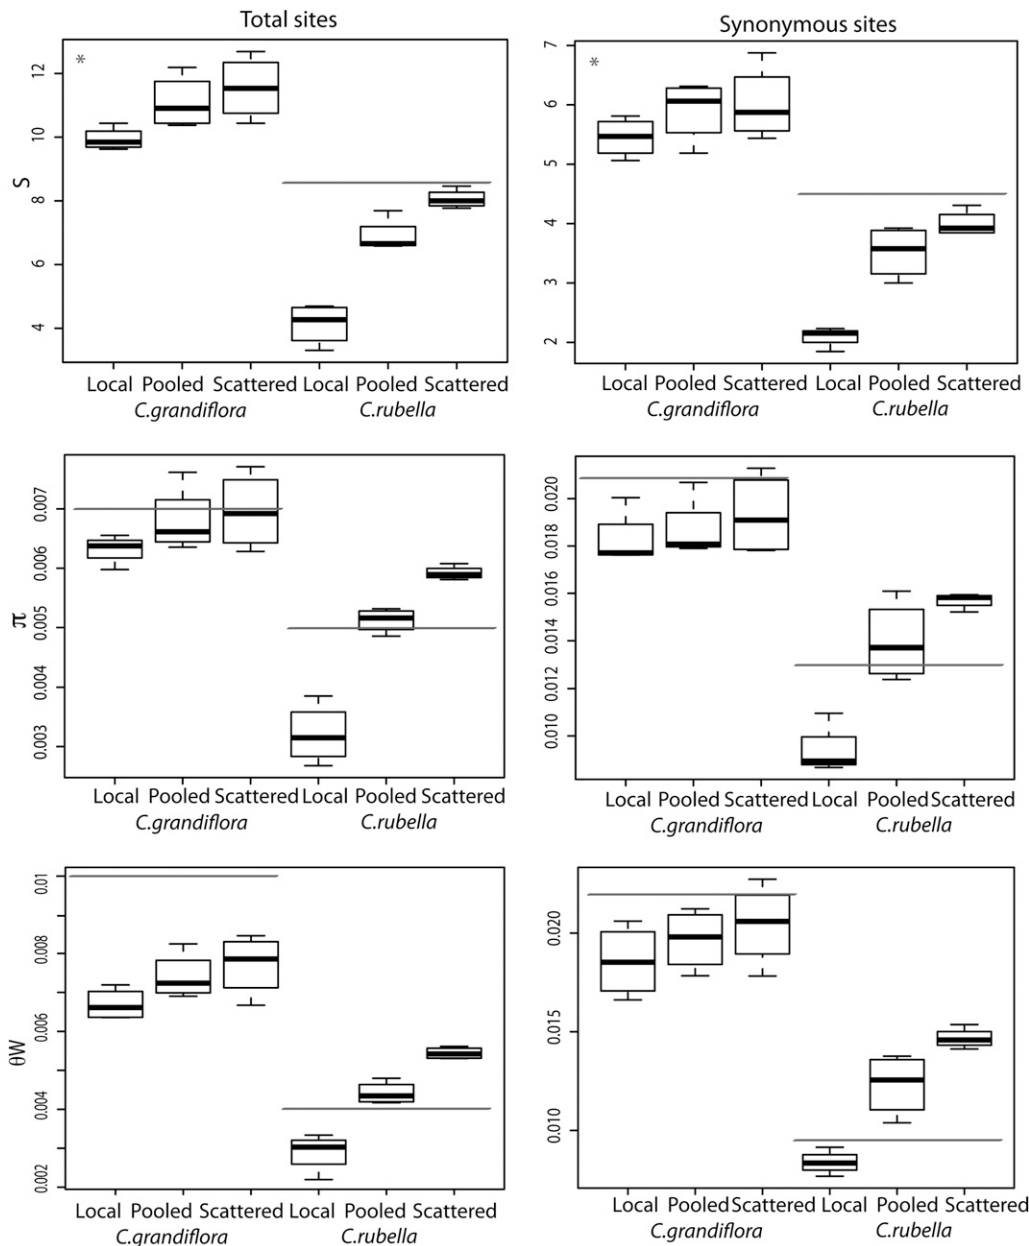 Total sites
Synonymous sites
*
12
10
8
6
4
S
Local Pooled Scattered Local Pooled Scattered
C.grandiflora C.rubella
*
7
6
5
4
3
2
Local Pooled Scattered Local Pooled Scattered
C.grandiflora C.rubella
0.007
0.006
0.005
0.004
0.003
π
Local Pooled Scattered Local Pooled Scattered
C.grandiflora C.rubella
0.020
0.018
0.016
0.014
0.012
0.010
Local Pooled Scattered Local Pooled Scattered
C.grandiflora C.rubella
0.01
0.008
0.006
0.004
0.002
θW
Local Pooled Scattered Local Pooled Scattered
C.grandiflora C.rubella
0.020
0.015
0.010
Local Pooled Scattered Local Pooled Scattered
C.grandiflora C.rubella